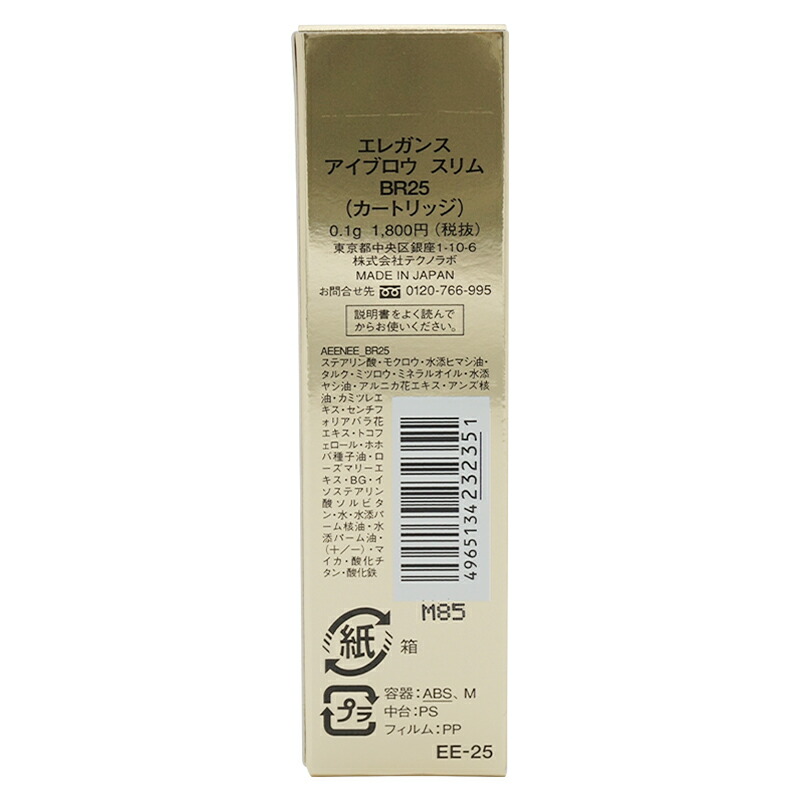 エレガンス
アイブロウ スリム
BR25
(カートリッジ)
0.1g 1,800円(税抜)
東京都中央区銀座1-10-6
株式会社テクノラボ
MADE IN JAPAN
お問合せ先 0120-766-995
説明書をよく読んで
からお使いください。
AEENEE_BR25
ステアリン酸・モクロウ・水添ヒマシ油・
タルク・ミツロウ・ミネラルオイル・水添
ヤシ油・アルニカ花エキス・アンズ核
油・カミツレエ
キス・センチフ
ォリアバラ花
エキス・トコフ
ェロール・ホホ
バ種子油・ロ
ーズマリーエ
キス・BG・イ
ソステアリン
酸ソルビタ
ン・水・水添パ
ーム核油・水
添パーム油・
(+/-)・マ
イカ・酸化チ
タン・酸化鉄
4965134232351
M85
紙
箱
プラ
容器:ABS、M
中台:PS
フィルム:PP
EE-25